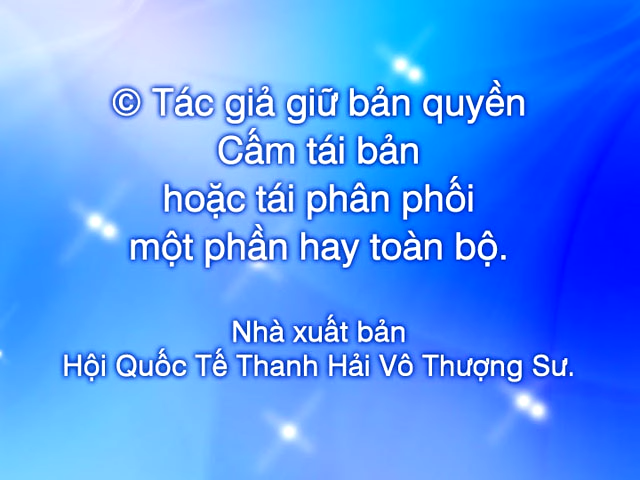 © Tác giả giữ bản quyền
Cấm tái bản
hoặc tái phân phối
một phần hay toàn bộ.
Nhà xuất bản
Hội Quốc Tế Thanh Hải Vô Thượng Sư.